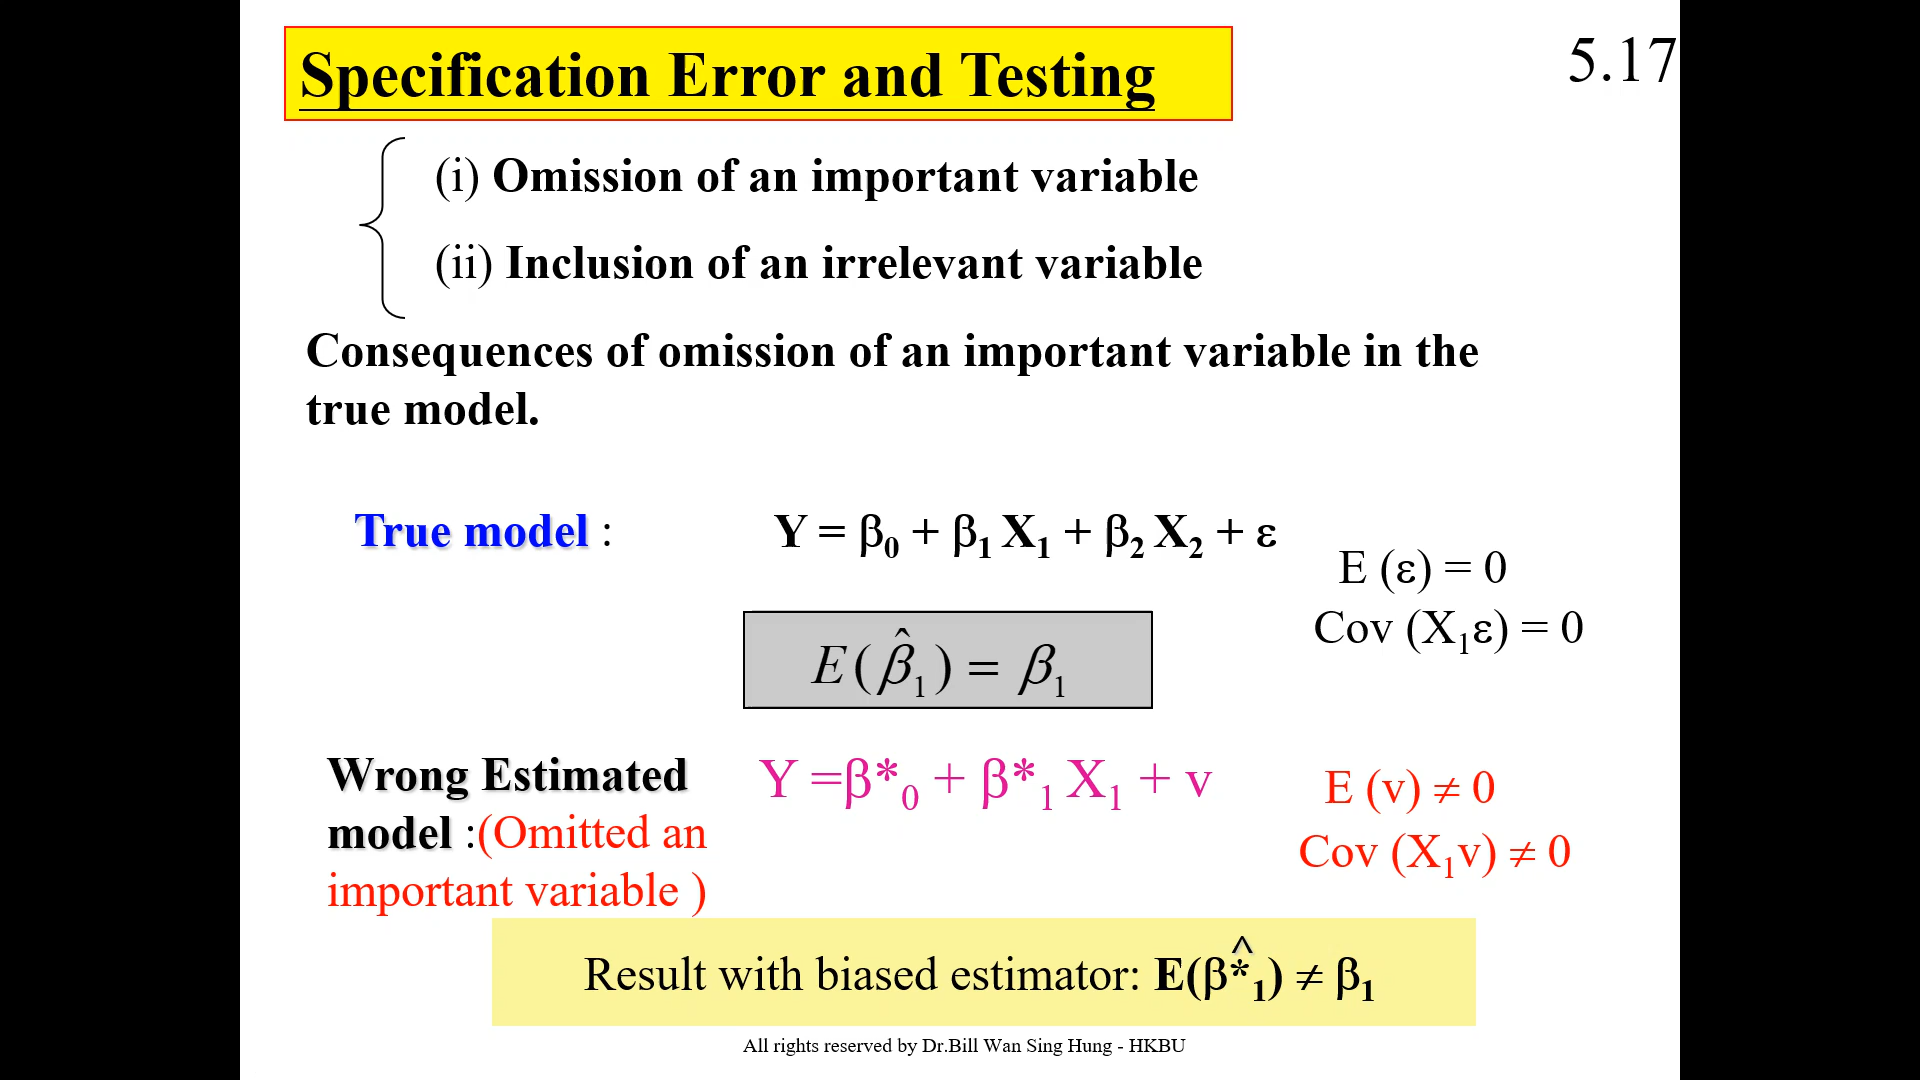 Specification Error and Testing
5.17
(i) Omission of an important variable
(ii) Inclusion of an irrelevant variable
Consequences of omission of an important variable in the
true model.
True model :
Y = β₀ + β₁ X₁ + β₂ X₂ + ε
E (ε) = 0
Cov (X₁ε) = 0
E(β̂₁) = β₁
Wrong Estimated
model :(Omitted an
important variable )
Y =β*₀ + β*₁ X₁ + v
E (v) ≠ 0
Cov (X₁v) ≠ 0
Result with biased estimator: E(β̂*₁) ≠ β₁
All rights reserved by Dr.Bill Wan Sing Hung - HKBU